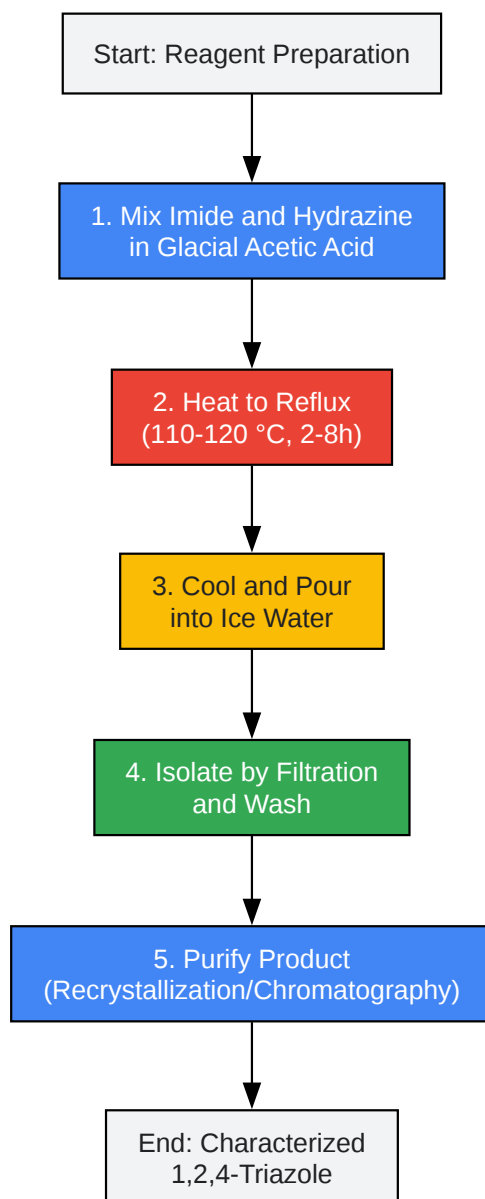 Start: Reagent Preparation
1. Mix Imide and Hydrazine
in Glacial Acetic Acid
2. Heat to Reflux
(110-120 °C, 2-8h)
3. Cool and Pour
into Ice Water
4. Isolate by Filtration
and Wash
5. Purify Product
(Recrystallization/Chromatography)
End: Characterized
1,2,4-Triazole